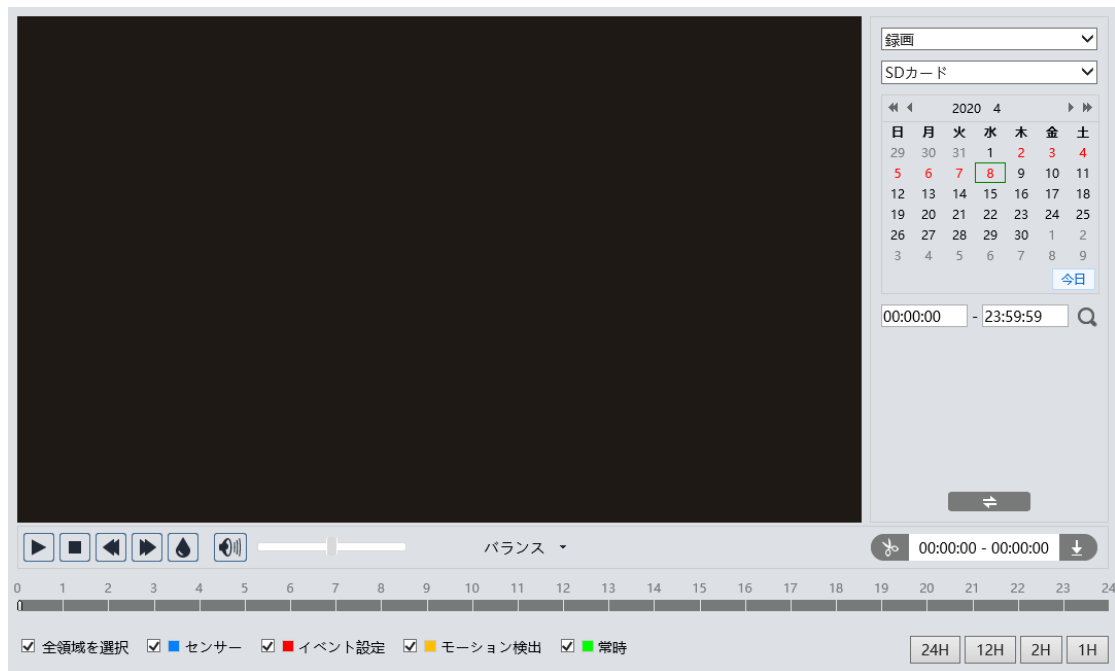 録画
SDカード
2020 4
日 月 火 水 木 金 土
29 30 31 1 2 3 4
5 6 7 8 9 10 11
12 13 14 15 16 17 18
19 20 21 22 23 24 25
26 27 28 29 30 1 2
3 4 5 6 7 8 9
今日
00:00:00 - 23:59:59
バランス
00:00:00 - 00:00:00
0 1 2 3 4 5 6 7 8 9 10 11 12 13 14 15 16 17 18 19 20 21 22 23 24
全領域を選択 センサー イベント設定 モーション検出 常時
24H 12H 2H 1H